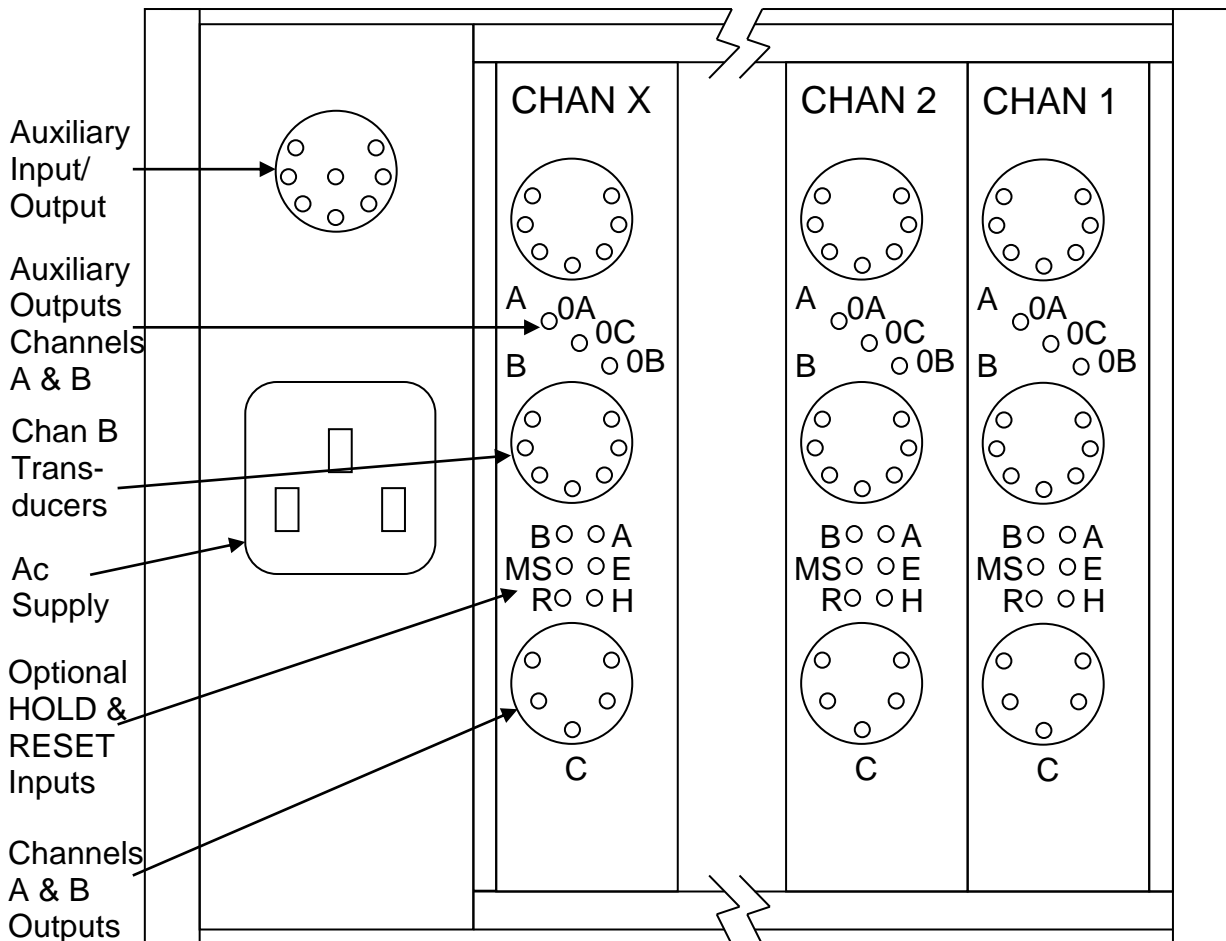 Auxiliary
Input/
Output
Auxiliary
Outputs
Channels
A & B
Chan B
Trans-
ducers
Ac
Supply
Optional
HOLD &
RESET
Inputs
Channels
A & B
Outputs
CHAN X
A
0A
0C
0B
B
B A
MS E
R H
C
CHAN 2
A
0A
0C
0B
B
B A
MS E
R H
C
CHAN 1
A
0A
0C
0B
B
B A
MS E
R H
C